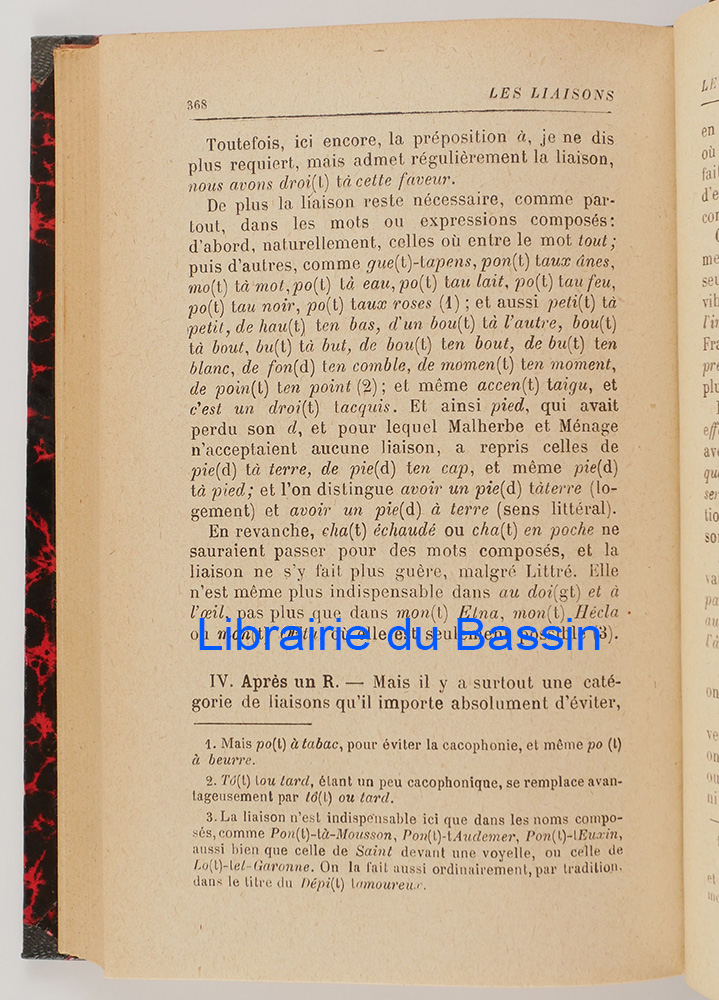 368
LES LIAISONS
Toutefois, ici encore, la préposition à, je ne dis
plus requiert, mais admet régulièrement la liaison,
nous avons droi(t) tà cette faveur.
De plus la liaison reste nécessaire, comme par-
tout, dans les mots ou expressions composés:
d'abord, naturellement, celles où entre le mot tout;
puis d'autres, comme gue(t)-tapens, pon(t) taux ânes,
mo(t) tà mot, po(t) tà eau, po(t) tau lait, po(t) tau feu,
po(t) tau noir, po(t) taux roses (1) ; et aussi peti(t) tà
petit, de hau(t) ten bas, d'un bou(t) tà l'autre, bou(t)
tà bout, bu(t) tà but, de bou(t) ten bout, de bu(t) ten
blanc, de fon(d) ten comble, de momen(t) ten moment,
de poin(t) ten point (2) ; et même accen(t) taigu, et
c'est un droi(t) tacquis. Et ainsi pied, qui avait
perdu son d, et pour lequel Malherbe et Ménage
n'acceptaient aucune liaison, a repris celles de
pie(d) tà terre, de pie(d) ten cap, et même pie(d)
tà pied; et l'on distingue avoir un pie(d) tàterre (lo-
gement) et avoir un pie(d) à terre (sens littéral).
En revanche, cha(t) échaudé ou cha(t) en poche ne
sauraient passer pour des mots composés, et la
liaison ne s'y fait plus guère, malgré Littré. Elle
n'est même plus indispensable dans au doi(gt) et à
l'œil, pas plus que dans mon(t) Etna, mon(t) Hécla
ou mon(t) où elle est seulement possible (3).
Librairie du Bassin
IV. Après un R. — Mais il y a surtout une caté-
gorie de liaisons qu'il importe absolument d'éviter,
1. Mais po(t) à tabac, pour éviter la cacophonie, et même po (t)
à beurre.
2. Tô(t) tou tard, étant un peu cacophonique, se remplace avan-
tageusement par tô(t) ou tard.
3. La liaison n'est indispensable ici que dans les noms compo-
sés, comme Pon(t)-tà-Mousson, Pon(t)-tAudemer, Pon(t)-tEuxin,
aussi bien que celle de Saint devant une voyelle, ou celle de
Lo(t)-tet-Garonne. On la fait aussi ordinairement, par tradition,
dans le titre du Dépi(t) tamoureux.